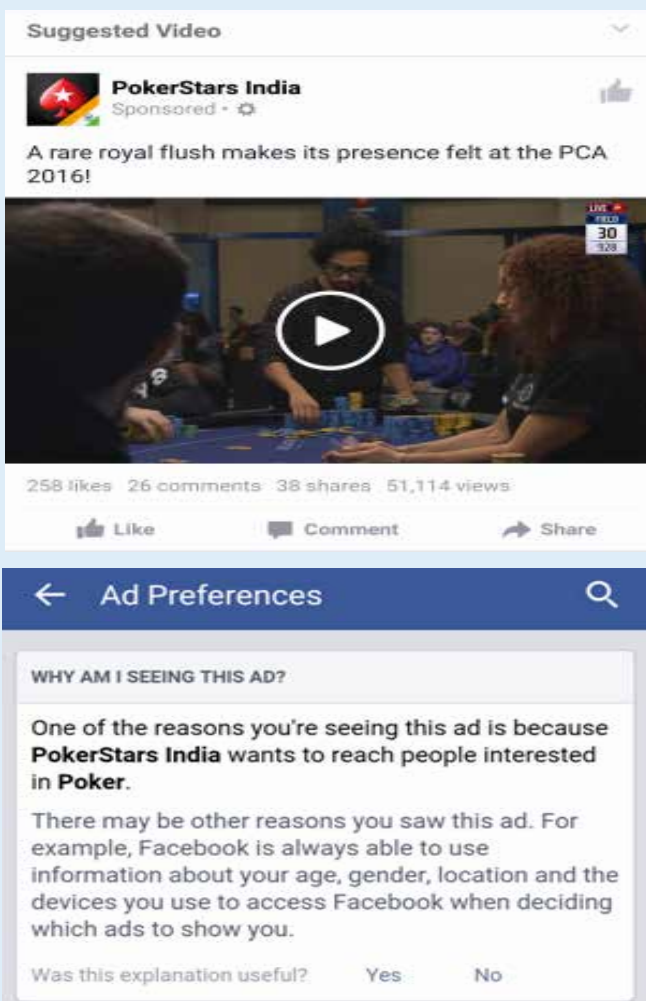 Suggested Video
PokerStars India
Sponsored ·
A rare royal flush makes its presence felt at the PCA
2016!
LIVE
FIELD
30
928
258 likes 26 comments 38 shares 51,114 views
Like Comment Share
Ad Preferences
WHY AM I SEEING THIS AD?
One of the reasons you're seeing this ad is because
PokerStars India wants to reach people interested
in Poker.
There may be other reasons you saw this ad. For
example, Facebook is always able to use
information about your age, gender, location and the
devices you use to access Facebook when deciding
which ads to show you.
Was this explanation useful? Yes No